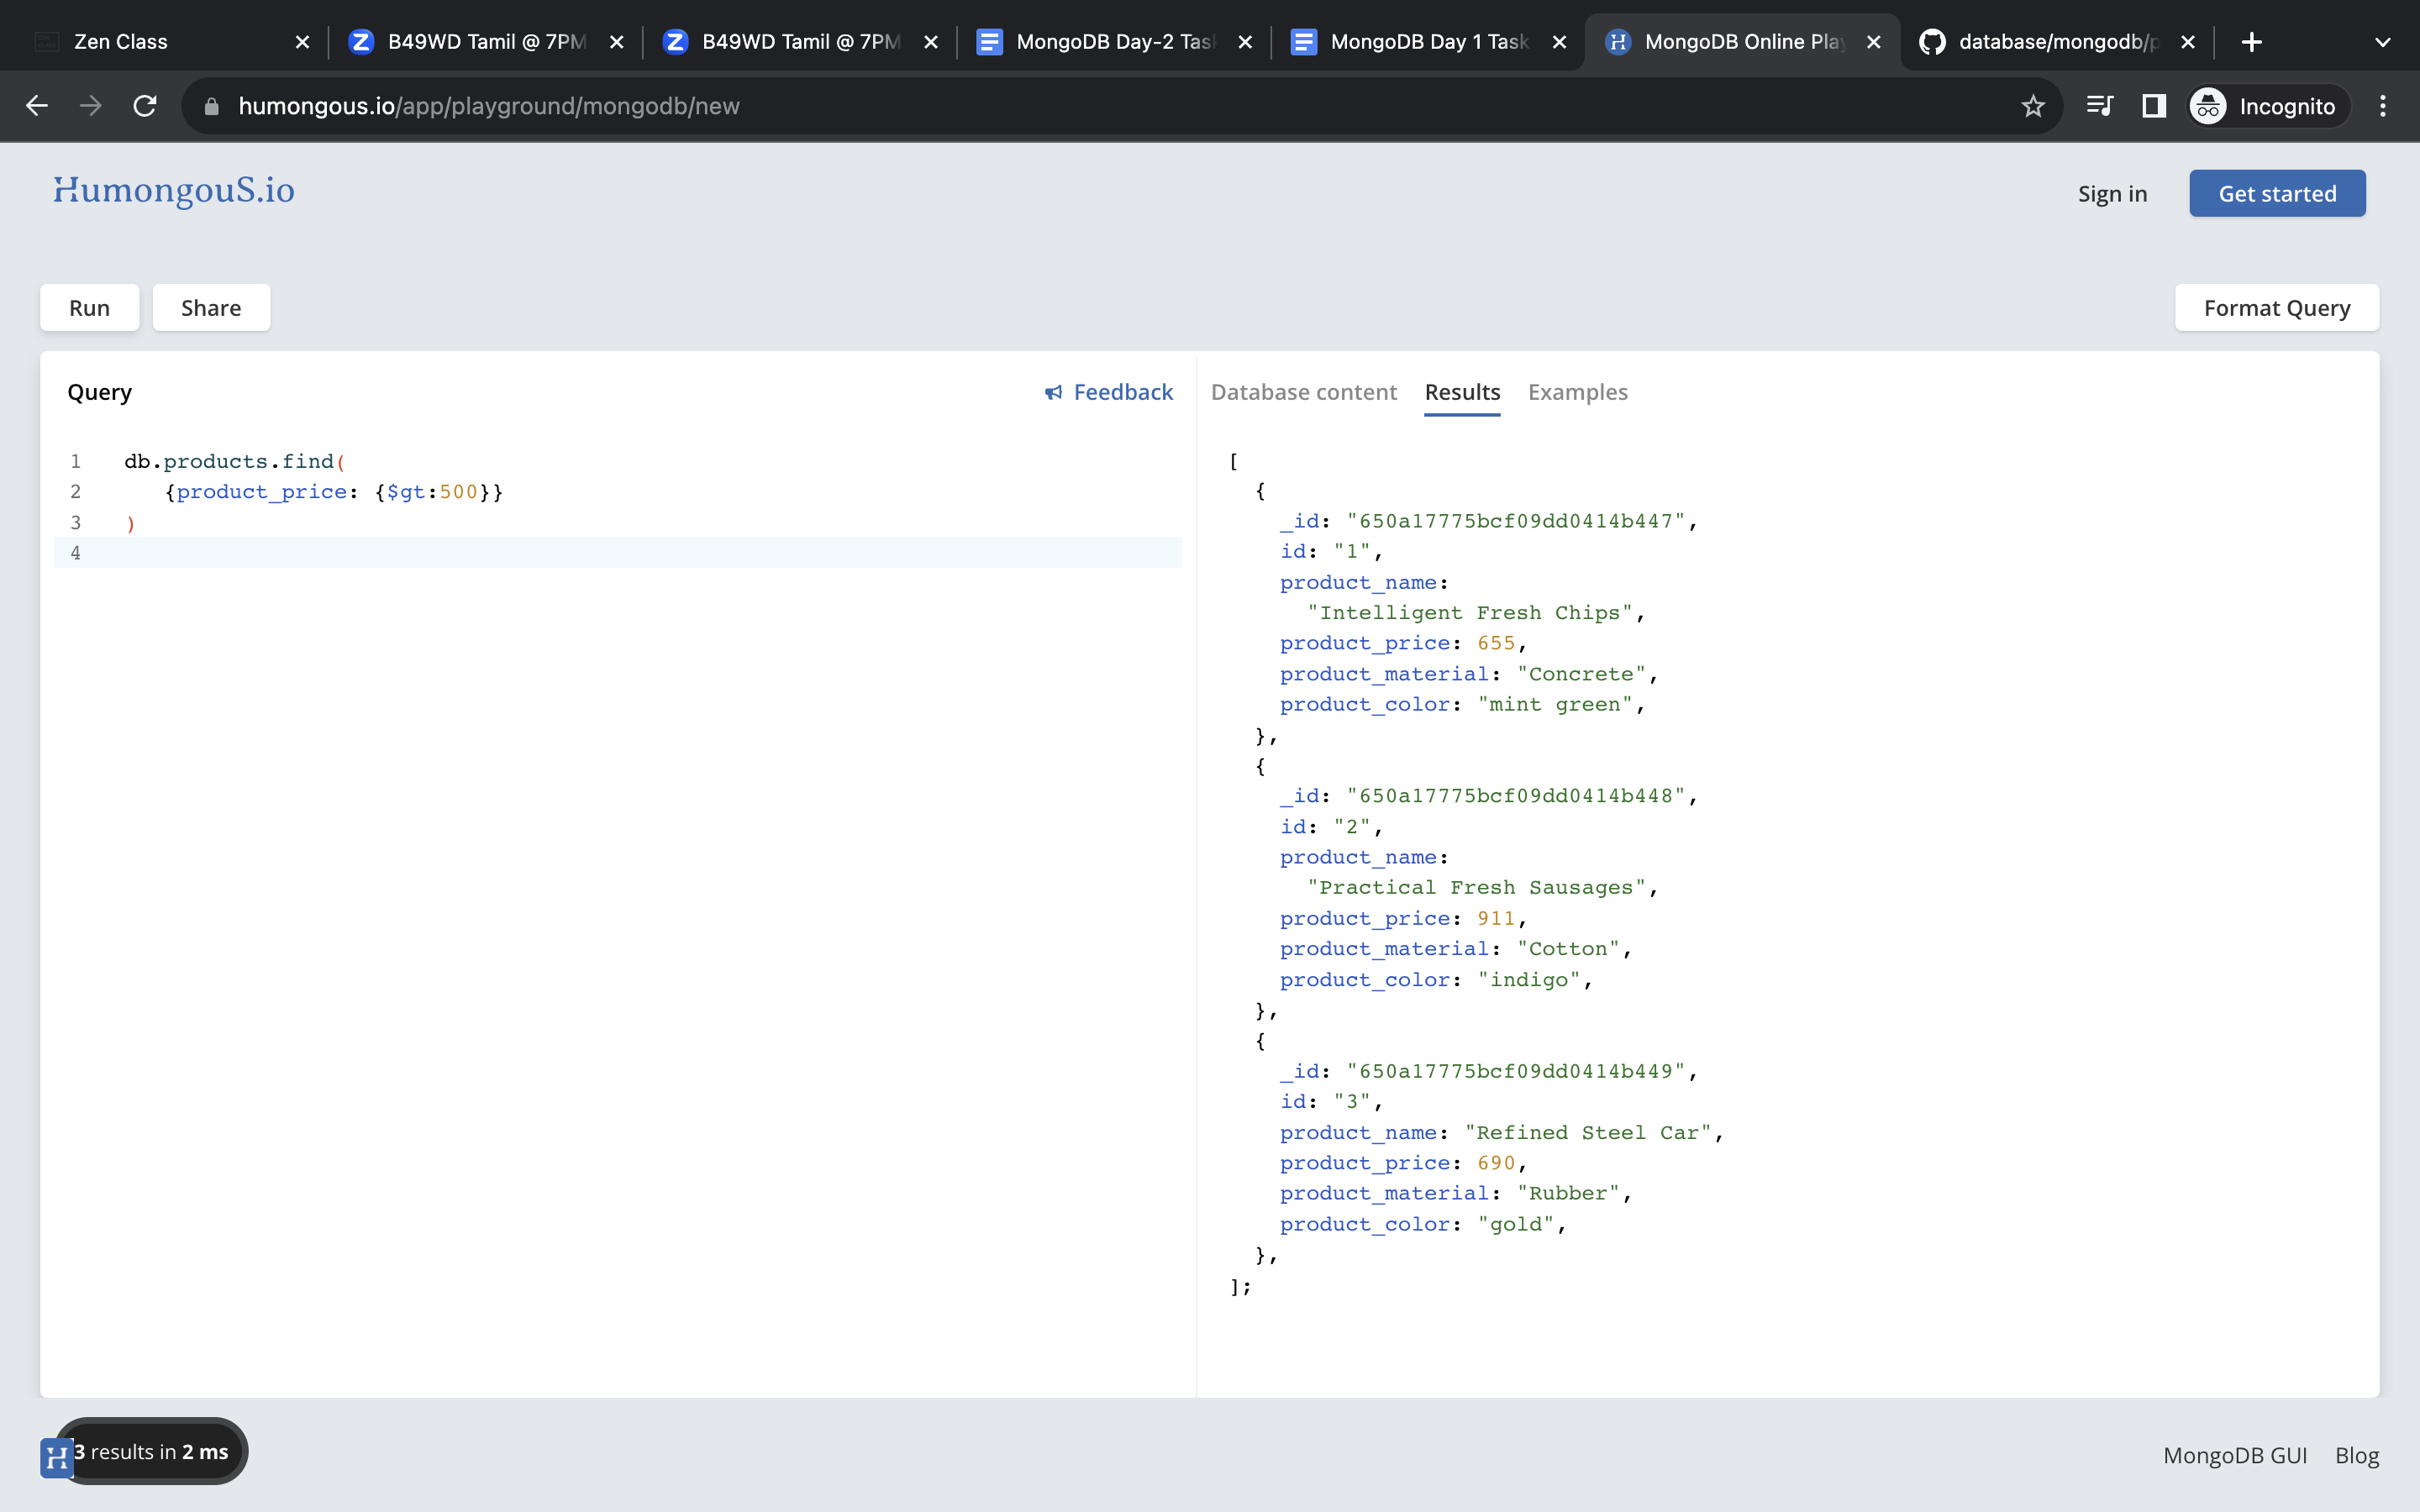 Zen Class
B49WD Tamil @ 7PM
B49WD Tamil @ 7PM
MongoDB Day-2 Tas
MongoDB Day 1 Task
MongoDB Online Play
database/mongodb/p
humongous.io/app/playground/mongodb/new
Incognito
HumongouS.io
Sign in
Get started
Run
Share
Format Query
Query
Feedback
1 db.products.find(
2 {product_price: {$gt:500}}
3 )
4
Database content
Results
Examples
[
{
_id: "650a17775bcf09dd0414b447",
id: "1",
product_name:
"Intelligent Fresh Chips",
product_price: 655,
product_material: "Concrete",
product_color: "mint green",
},
{
_id: "650a17775bcf09dd0414b448",
id: "2",
product_name:
"Practical Fresh Sausages",
product_price: 911,
product_material: "Cotton",
product_color: "indigo",
},
{
_id: "650a17775bcf09dd0414b449",
id: "3",
product_name: "Refined Steel Car",
product_price: 690,
product_material: "Rubber",
product_color: "gold",
},
];
H
3 results in 2 ms
MongoDB GUI
Blog